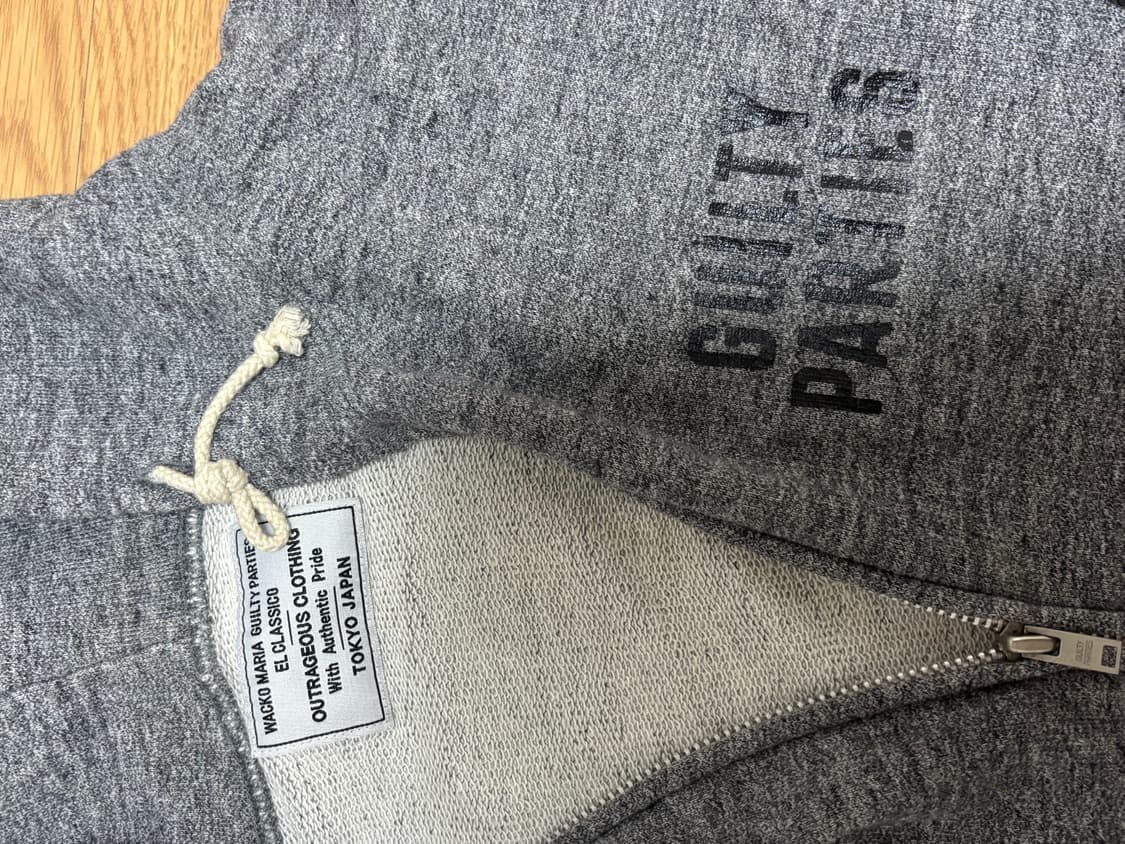 GUILTY
PARTIES
WACKO MARIA GUILTY PARTIES
EL CLASSICO
OUTRAGEOUS CLOTHING
With Authentic Pride
TOKYO JAPAN